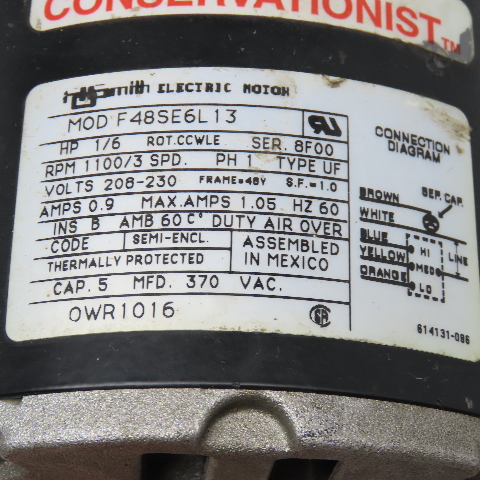 CONSERVATIONIST™
Smith ELECTRIC MOTOR
MOD F48SE6L13
HP 1/6 ROT.CCWLE SER. 8F00
RPM 1100/3 SPD. PH 1 TYPE UF
VOLTS 208-230 FRAME=48Y S.F.=1.0
AMPS 0.9 MAX.AMPS 1.05 HZ 60
INS B AMB 60 C° DUTY AIR OVER
CODE SEMI-ENCL. ASSEMBLED
THERMALLY PROTECTED IN MEXICO
CAP. 5 MFD. 370 VAC.
OWR1016
CONNECTION
DIAGRAM
BROWN SER. CAP.
WHITE
BLUE HI
YELLOW MED LINE
ORANGE LO
614131-086